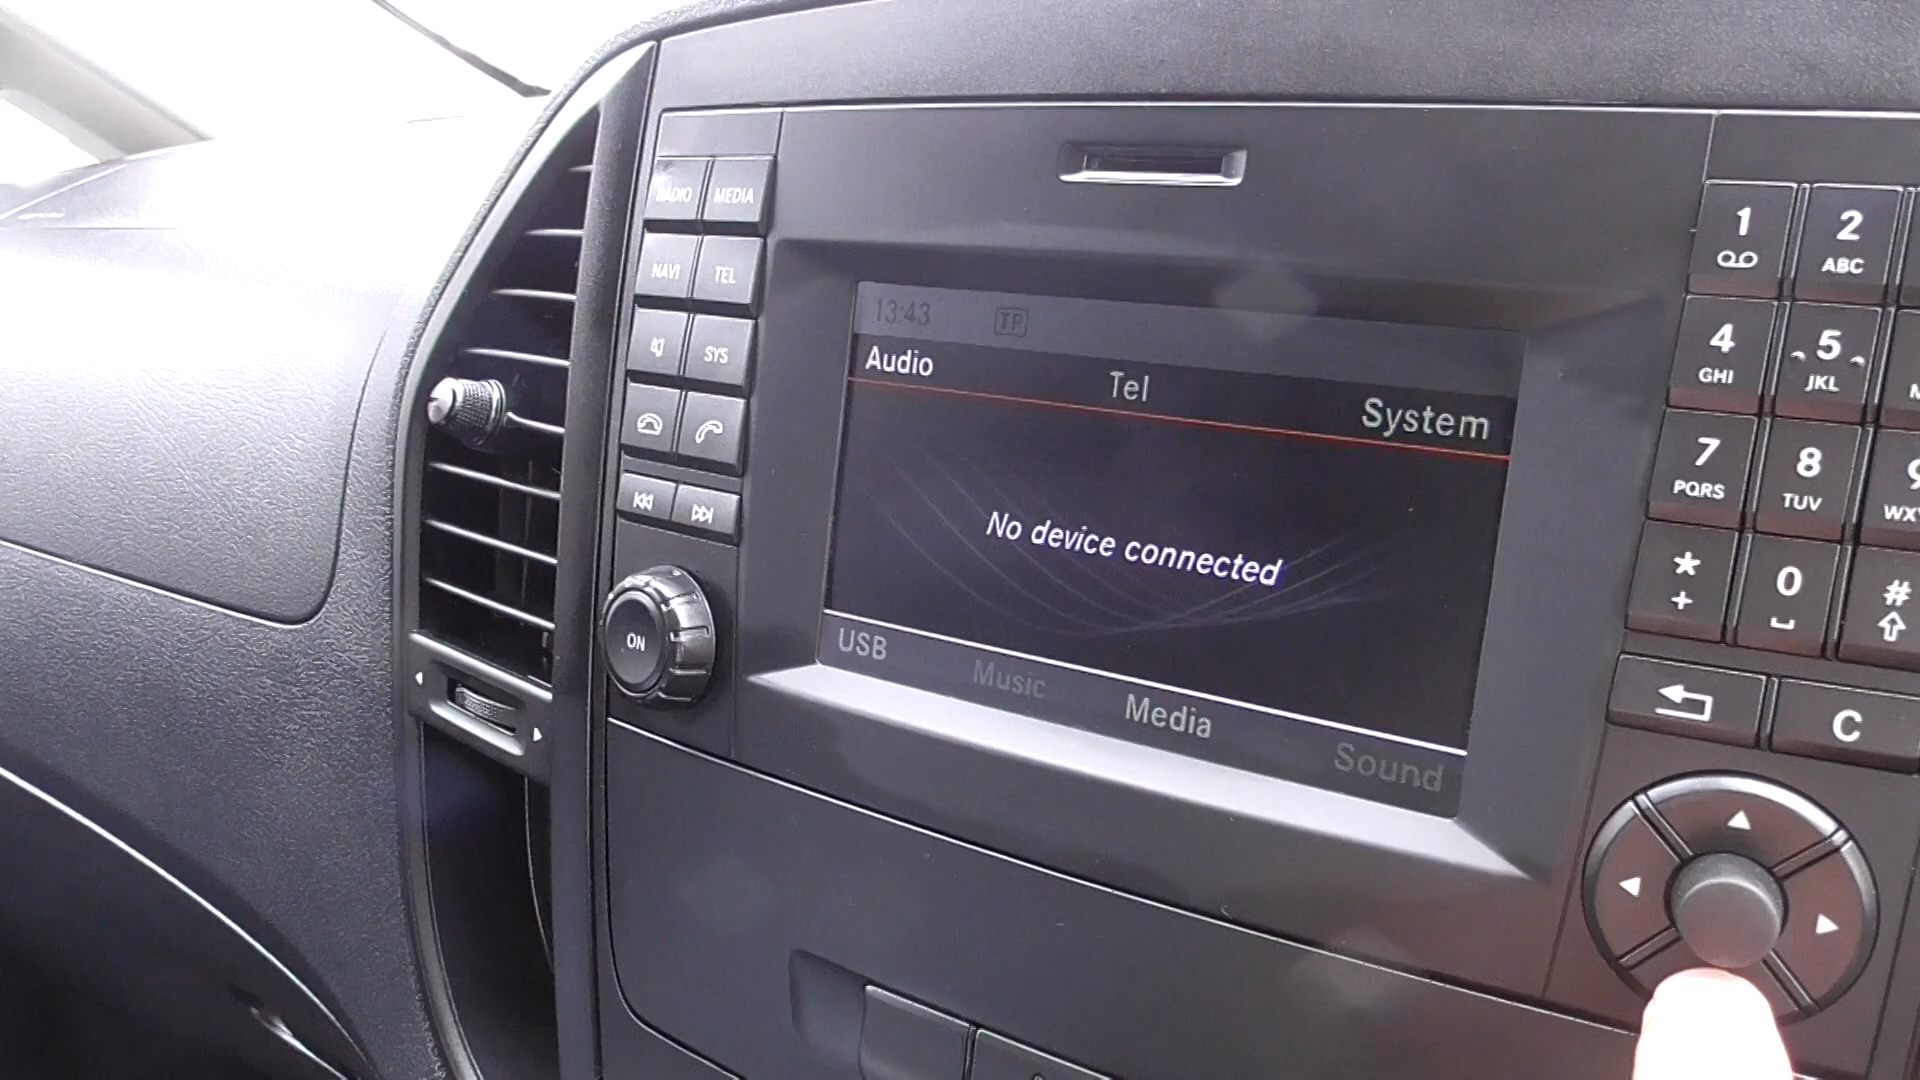 RADIO MEDIA
NAVI TEL
SYS
ON
13:43 TP
Audio Tel System
No device connected
USB Music Media Sound
1 2
ABC
4 5
GHI JKL
7 8 9
PQRS TUV
* 0 #
+
C